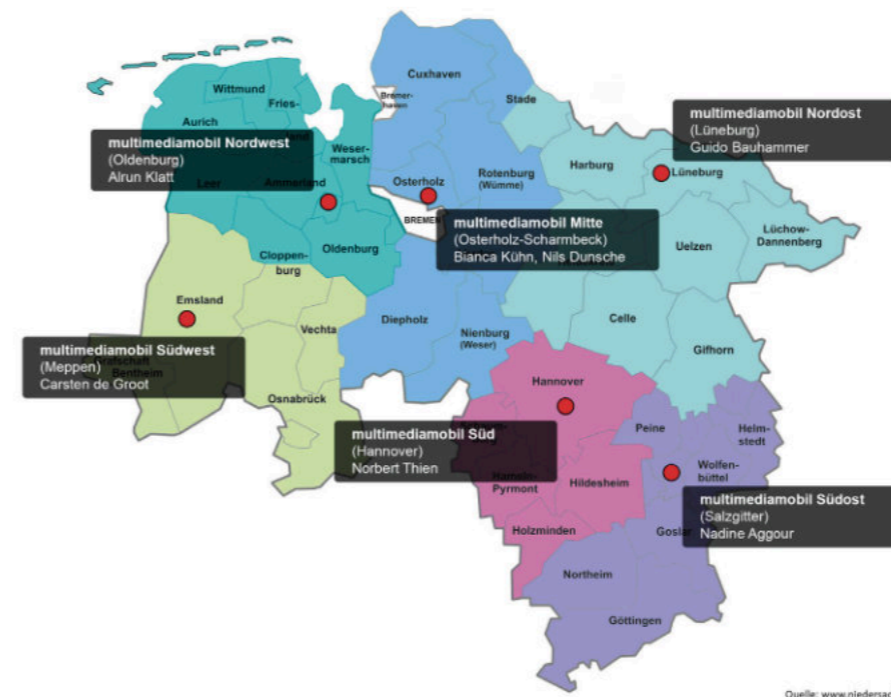 Cuxhaven
Bremer-
haven
Stade
Wittmund
Fries-
Aurich
multimediamobil Nordwest
(Oldenburg)
Alrun Klatt
Weser-
marsch
Leer
Ammerland
Osterholz
Rotenburg
(Wümme)
Harburg
multimediamobil Nordost
(Lüneburg)
Guido Bauhammer
Lüneburg
BREMEN
multimediamobil Mitte
(Osterholz-Scharmbeck)
Bianca Kühn, Nils Dunsche
Lüchow-
Dannenberg
Uelzen
Oldenburg
Cloppen-
burg
Emsland
Vechta
Diepholz
Nienburg
(Weser)
Celle
Gifhorn
multimediamobil Südwest
(Meppen)
Carsten de Groot
Grafschaft
Bentheim
Osnabrück
Hannover
multimediamobil Süd
(Hannover)
Norbert Thien
Peine
Helm-
stedt
Wolfen-
büttel
Hameln-
Pyrmont
Hildesheim
multimediamobil Südost
(Salzgitter)
Nadine Aggour
Holzminden
Goslar
Northeim
Göttingen